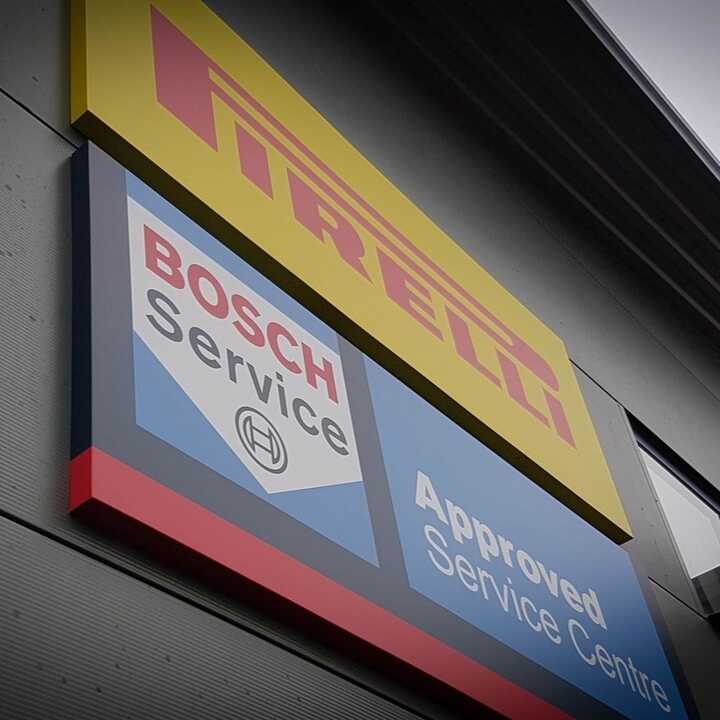 PIRELLI
BOSCH
Service
Approved
Service Centre